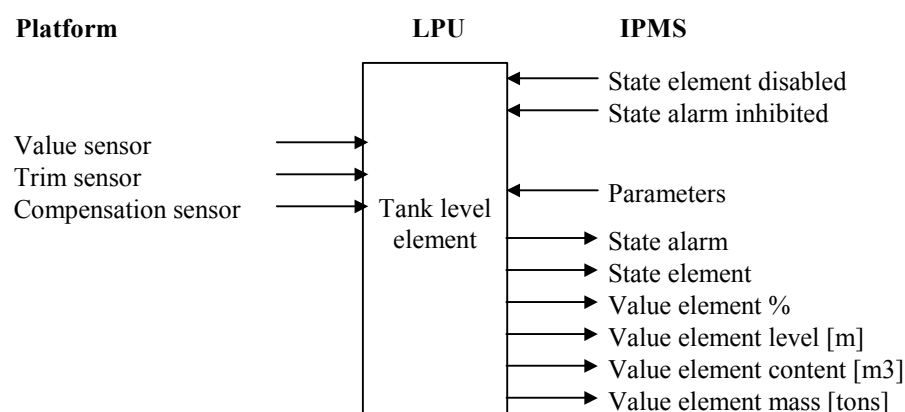 Platform LPU IPMS
State element disabled
State alarm inhibited
Value sensor
Trim sensor
Compensation sensor
Parameters
Tank level
element
State alarm
State element
Value element %
Value element level [m]
Value element content [m3]
Value element mass [tons]